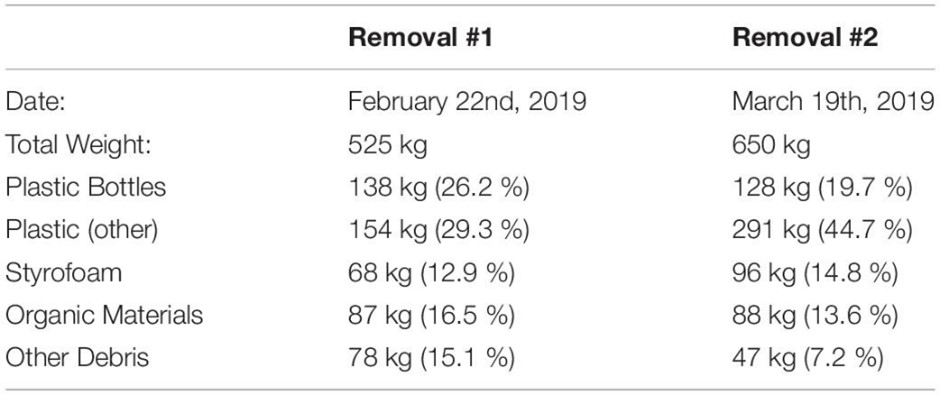 Removal #1 Removal #2
Date: February 22nd, 2019 March 19th, 2019
Total Weight: 525 kg 650 kg
Plastic Bottles 138 kg (26.2 %) 128 kg (19.7 %)
Plastic (other) 154 kg (29.3 %) 291 kg (44.7 %)
Styrofoam 68 kg (12.9 %) 96 kg (14.8 %)
Organic Materials 87 kg (16.5 %) 88 kg (13.6 %)
Other Debris 78 kg (15.1 %) 47 kg (7.2 %)